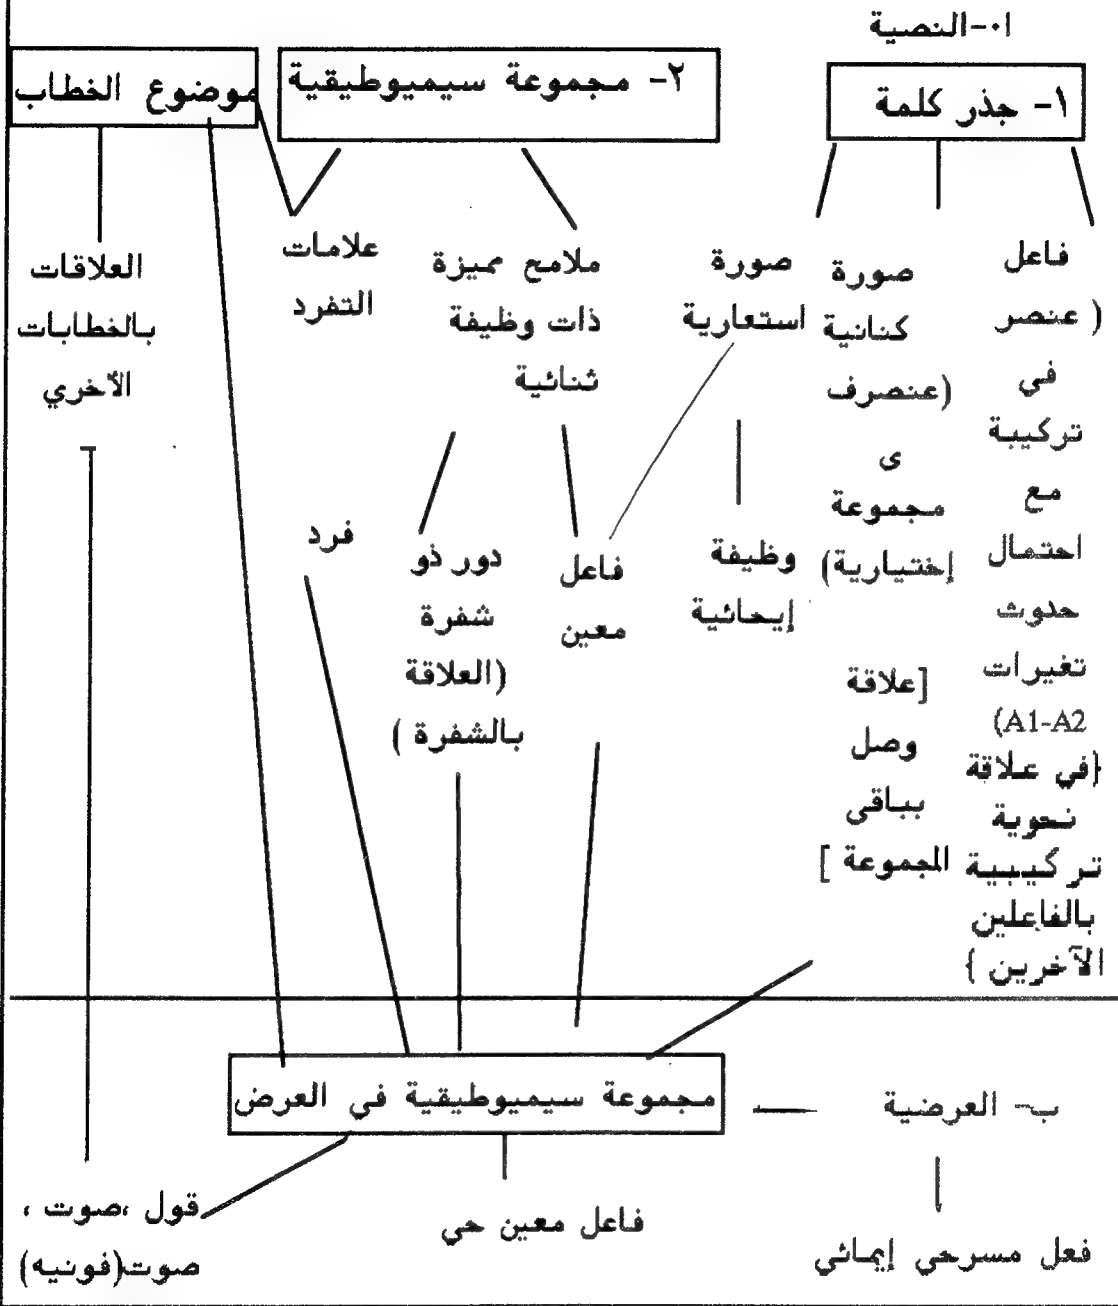 ا٠-النصية
١- جذر كلمة
٢- مجموعة سيميوطيقية
موضوع الخطاب
فاعل
( عنصر
في
تركيبة
مع
احتمال
حدوث
تغيرات
(A1-A2
{في علاقة
نحوية
تركيبية
بالفاعلين
الآخرين }
صورة
كنانية
(عنصرف
ى
مجموعة
إختيارية)
[علاقة
وصل
بباقى
المجموعة ]
صورة
استعارية
وظيفة
إيحائية
ملامح مميزة
ذات وظيفة
ثنائية
فاعل
معين
دور ذو
شفرة
(العلاقة
بالشفرة )
علامات
التفرد
فرد
العلاقات
بالخطابات
الآخري
ب- العرضية
مجموعة سيميوطيقية في العرض
فعل مسرحي إيمائي
فاعل معين حي
قول ،صوت ،
صوت(فونيه)